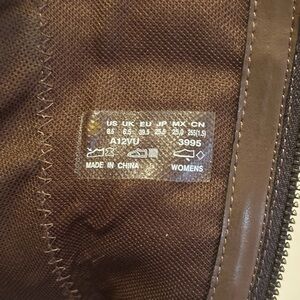 US UK EU JP MX CN
8.5 6.5 39.5 25.5 25.0 255(1.5)
A12VU 3995
MADE IN CHINA WOMENS